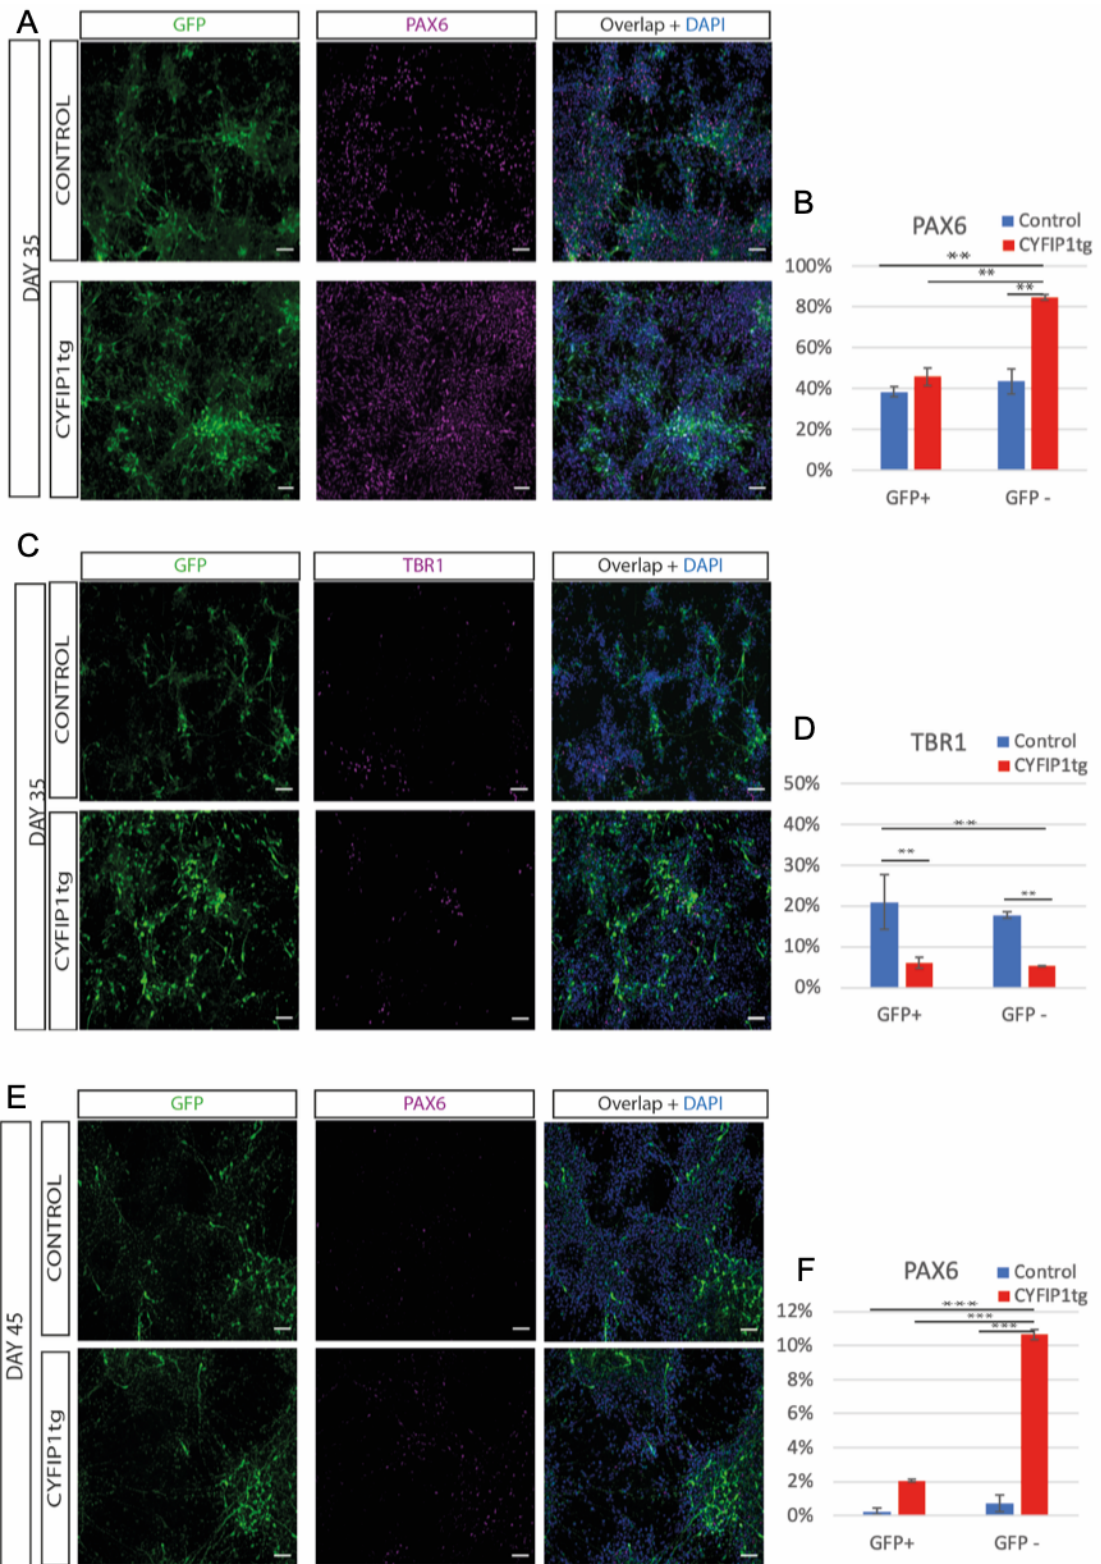 A
GFP
PAX6
Overlap + DAPI
DAY 35
CONTROL
CYFIP1tg
B
PAX6
Control
CYFIP1tg
**
**
**
100%
80%
60%
40%
20%
0%
GFP+
GFP -
C
GFP
TBR1
Overlap + DAPI
DAY 35
CONTROL
CYFIP1tg
D
TBR1
Control
CYFIP1tg
50%
40%
30%
20%
10%
0%
**
**
**
GFP+
GFP -
E
GFP
PAX6
Overlap + DAPI
DAY 45
CONTROL
CYFIP1tg
F
PAX6
Control
CYFIP1tg
***
***
***
12%
10%
8%
6%
4%
2%
0%
GFP+
GFP -